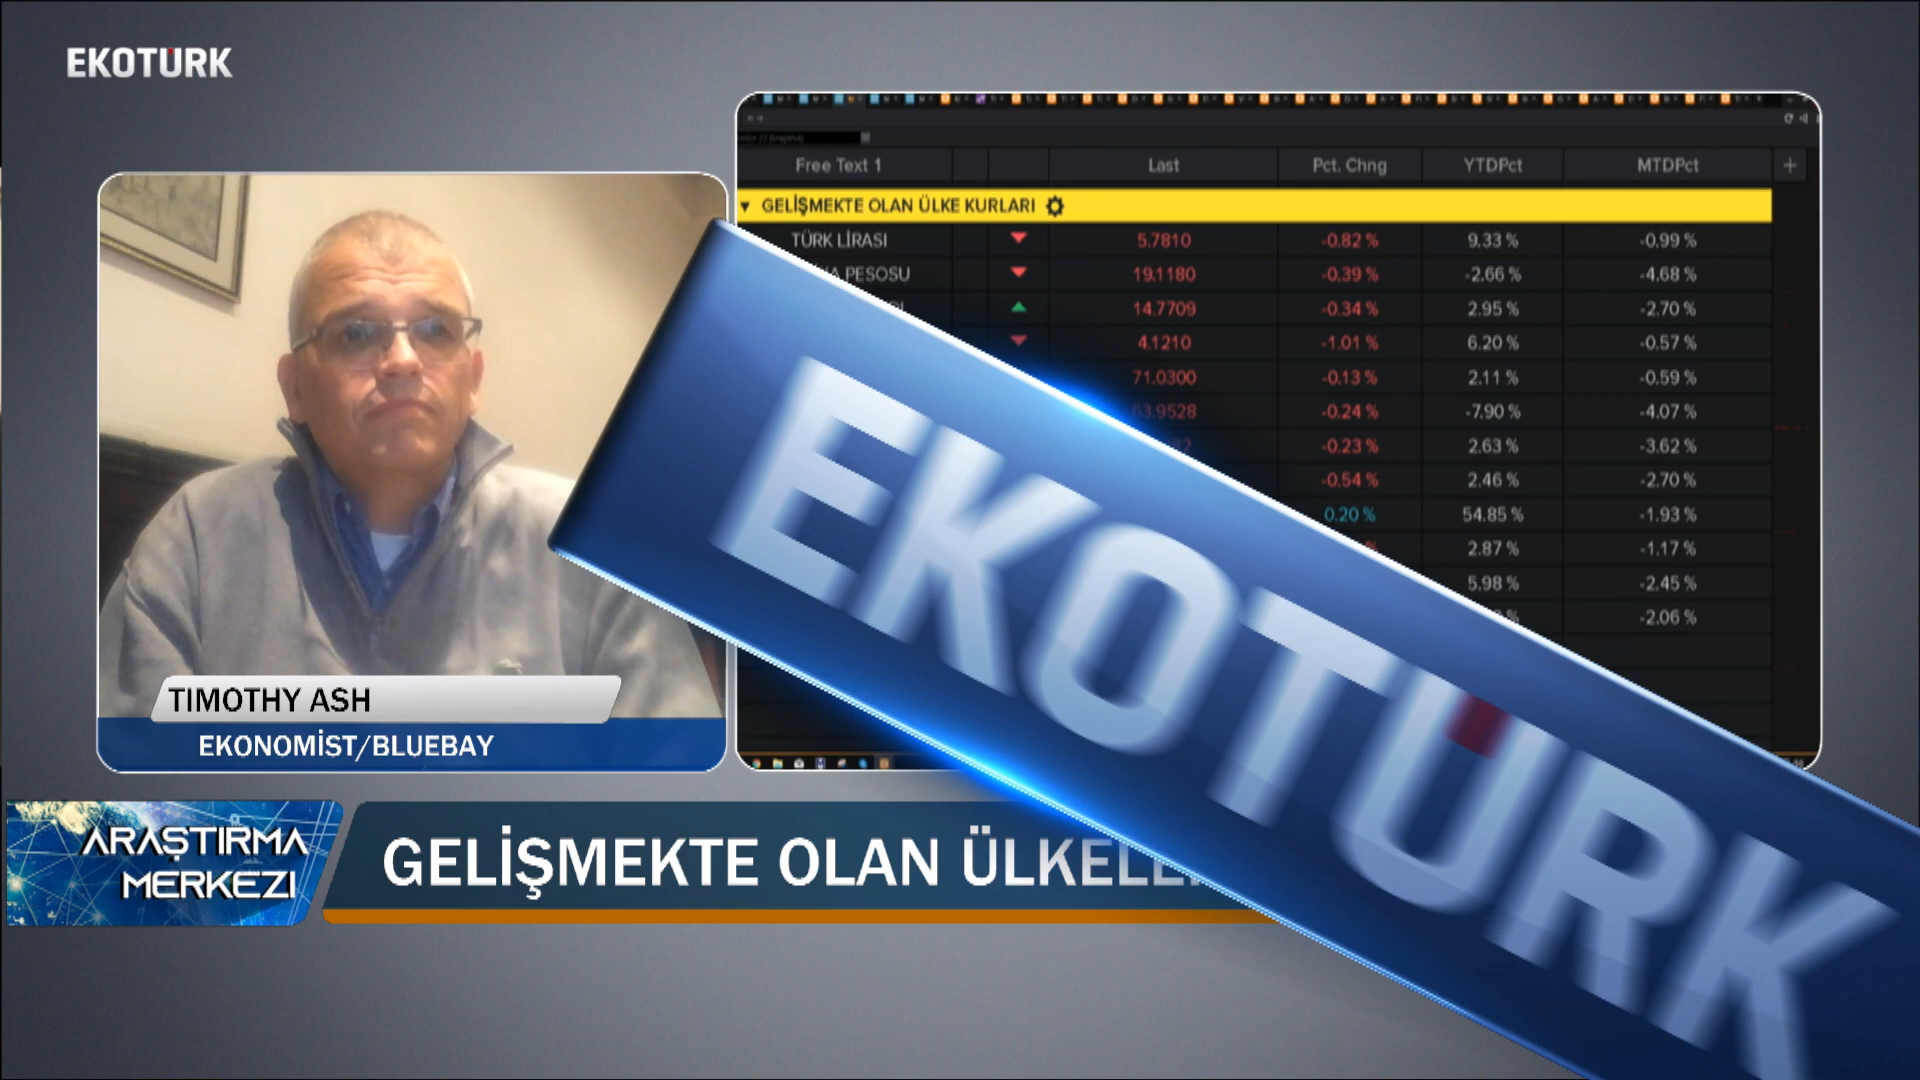 EKOTÜRK
Free Text 1 Last Pct. Chng YTDPct MTDPct +
GELİŞMEKTE OLAN ÜLKE KURLARI
TÜRK LİRASI 5.7810 -0.82 % 9.33 % -0.99 %
PESOSU 19.1180 -0.39 % -2.66 % -4.68 %
14.7709 -0.34 % 2.95 % -2.70 %
4.1210 -1.01 % 6.20 % -0.57 %
71.0300 -0.13 % 2.11 % -0.59 %
63.9528 -0.24 % -7.90 % -4.07 %
-0.23 % 2.63 % -3.62 %
-0.54 % 2.46 % -2.70 %
0.20 % 54.85 % -1.93 %
2.87 % -1.17 %
5.98 % -2.45 %
% -2.06 %
TIMOTHY ASH
EKONOMİST/BLUEBAY
EKOTÜRK
ARAŞTIRMA
MERKEZİ
GELİŞMEKTE OLAN